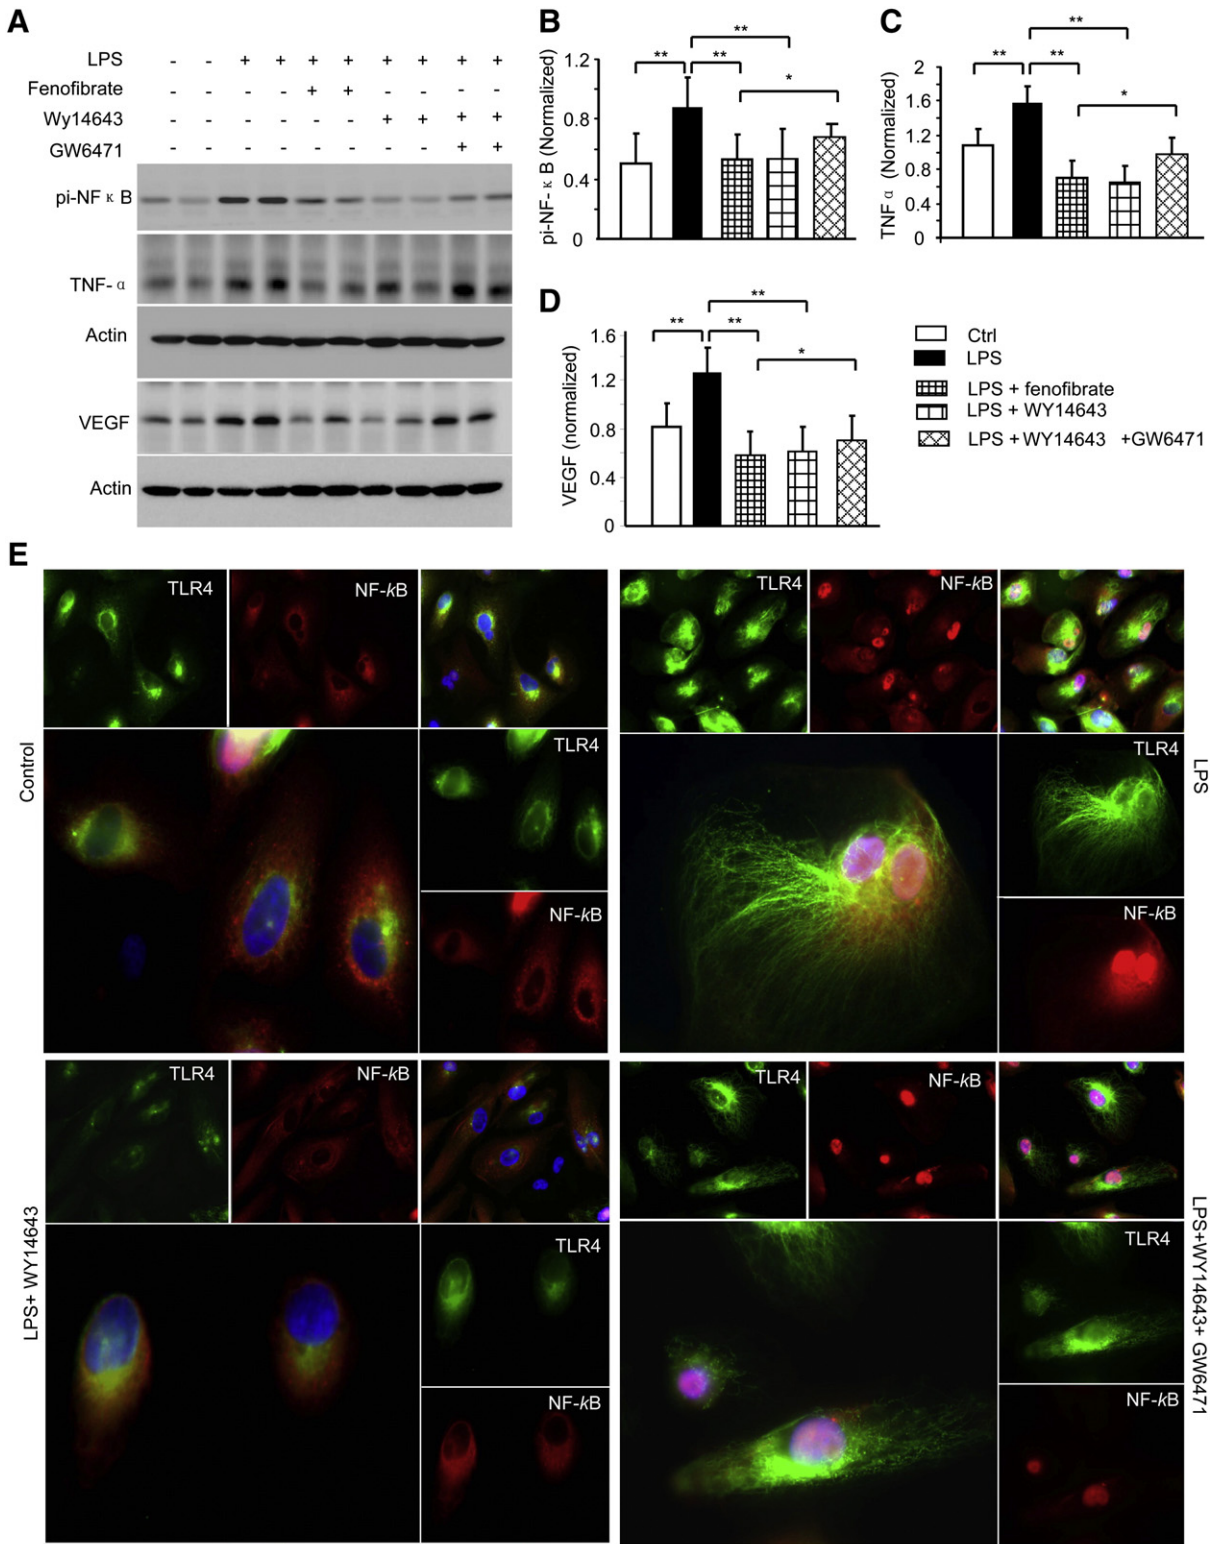 A
LPS - - + + + + + + + +
Fenofibrate - - - - + + - - - -
Wy14643 - - - - - - + + + +
GW6471 - - - - - - - - + +
pi-NF κ B
TNF- α
Actin
VEGF
Actin
B
** ** ** *
pi-NF- κ B (Normalized)
1.2
0.8
0.4
0
C
** ** ** *
TNF α (Normalized)
2
1.6
1.2
0.8
0.4
0
D
** ** ** *
VEGF (normalized)
1.6
1.2
0.8
0.4
0
Ctrl
LPS
LPS + fenofibrate
LPS + WY14643
LPS + WY14643 +GW6471
E
Control
TLR4
NF-kB
TLR4
NF-kB
LPS
TLR4
NF-kB
TLR4
NF-kB
LPS+ WY14643
TLR4
NF-kB
TLR4
NF-kB
LPS+WY14643+ GW6471
TLR4
NF-kB
TLR4
NF-kB